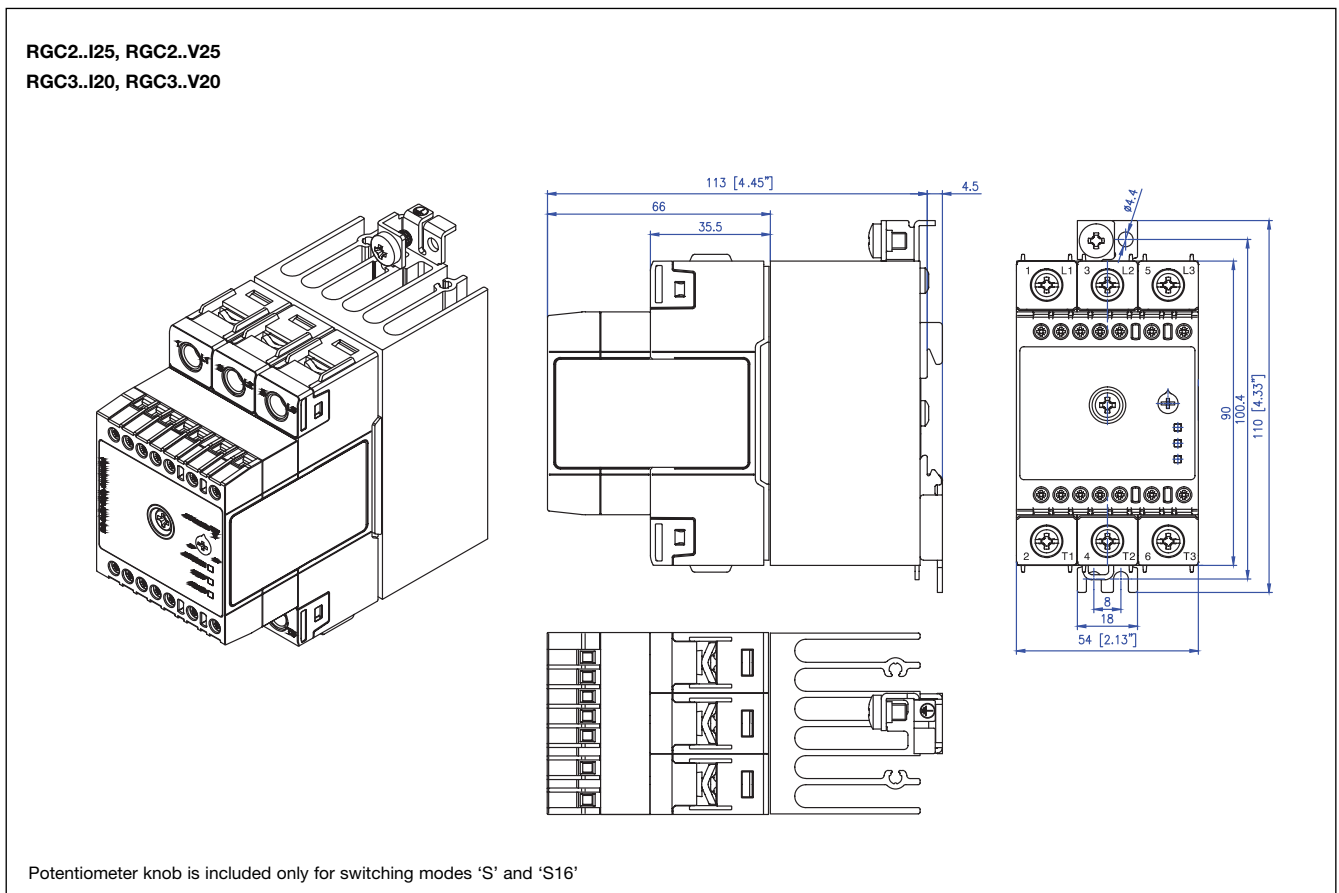 RGC2..I25, RGC2..V25
RGC3..I20, RGC3..V20
113 [4.45"]
4.5
66
35.5
ø4.4
1 L1 3 L2 5 L3
90
100.4
110 [4.33"]
2 T1 4 T2 6 T3
8
18
54 [2.13"]
Potentiometer knob is included only for switching modes ‘S’ and ‘S16’